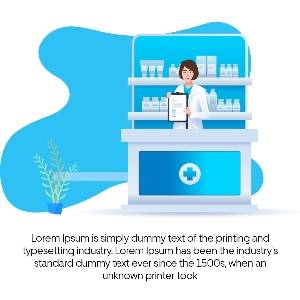 Lorem Ipsum is simply dummy text of the printing and
typesetting industry. Lorem Ipsum has been the industry's
standard dummy text ever since the 1500s, when an
unknown printer took